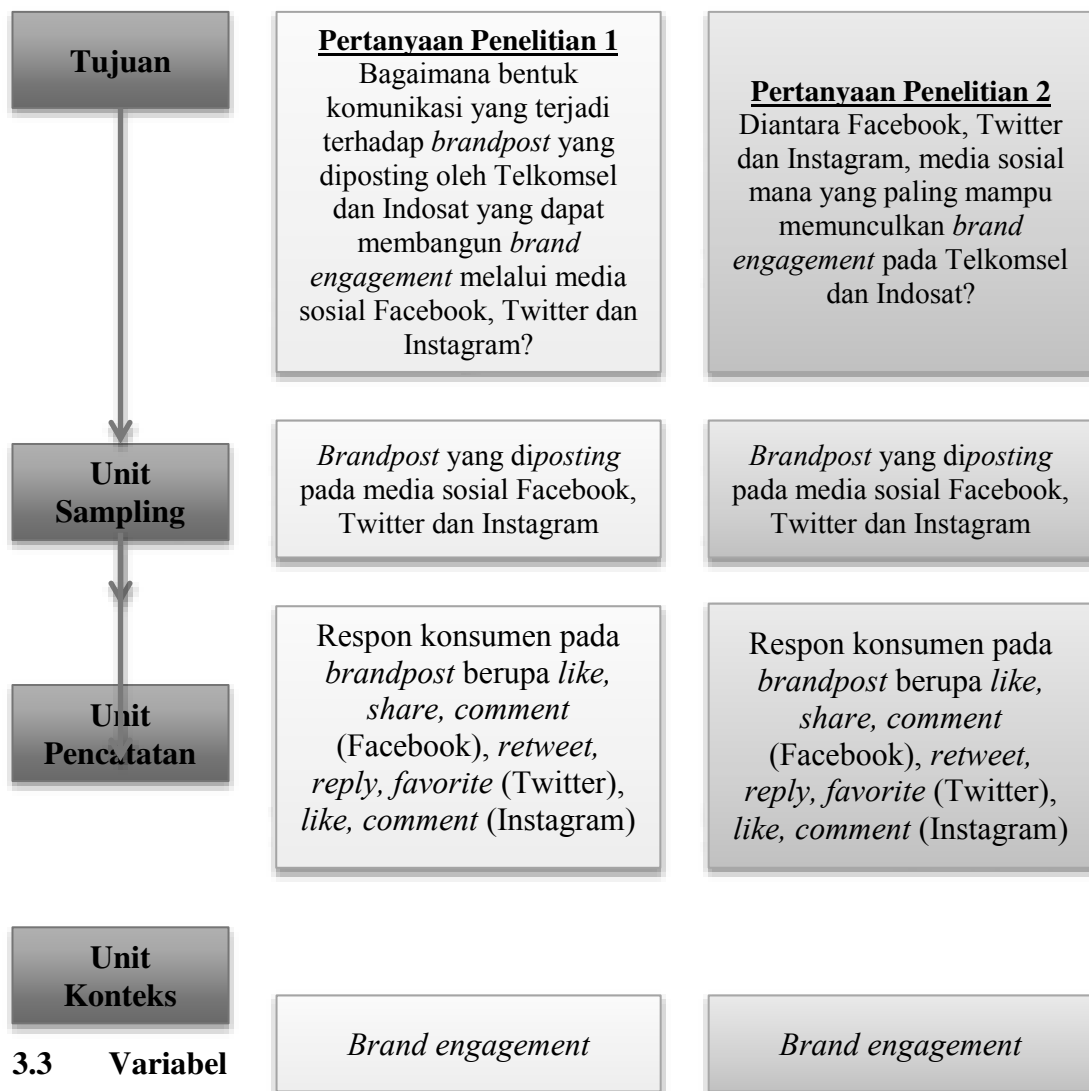 Tujuan
Pertanyaan Penelitian 1
Bagaimana bentuk
komunikasi yang terjadi
terhadap brandpost yang
diposting oleh Telkomsel
dan Indosat yang dapat
membangun brand
engagement melalui media
sosial Facebook, Twitter dan
Instagram?
Pertanyaan Penelitian 2
Diantara Facebook, Twitter
dan Instagram, media sosial
mana yang paling mampu
memunculkan brand
engagement pada Telkomsel
dan Indosat?
Unit
Sampling
Brandpost yang diposting
pada media sosial Facebook,
Twitter dan Instagram
Brandpost yang diposting
pada media sosial Facebook,
Twitter dan Instagram
Unit
Pencatatan
Respon konsumen pada
brandpost berupa like,
share, comment
(Facebook), retweet,
reply, favorite (Twitter),
like, comment (Instagram)
Respon konsumen pada
brandpost berupa like,
share, comment
(Facebook), retweet,
reply, favorite (Twitter),
like, comment (Instagram)
Unit
Konteks
Brand engagement
Brand engagement
3.3 Variabel